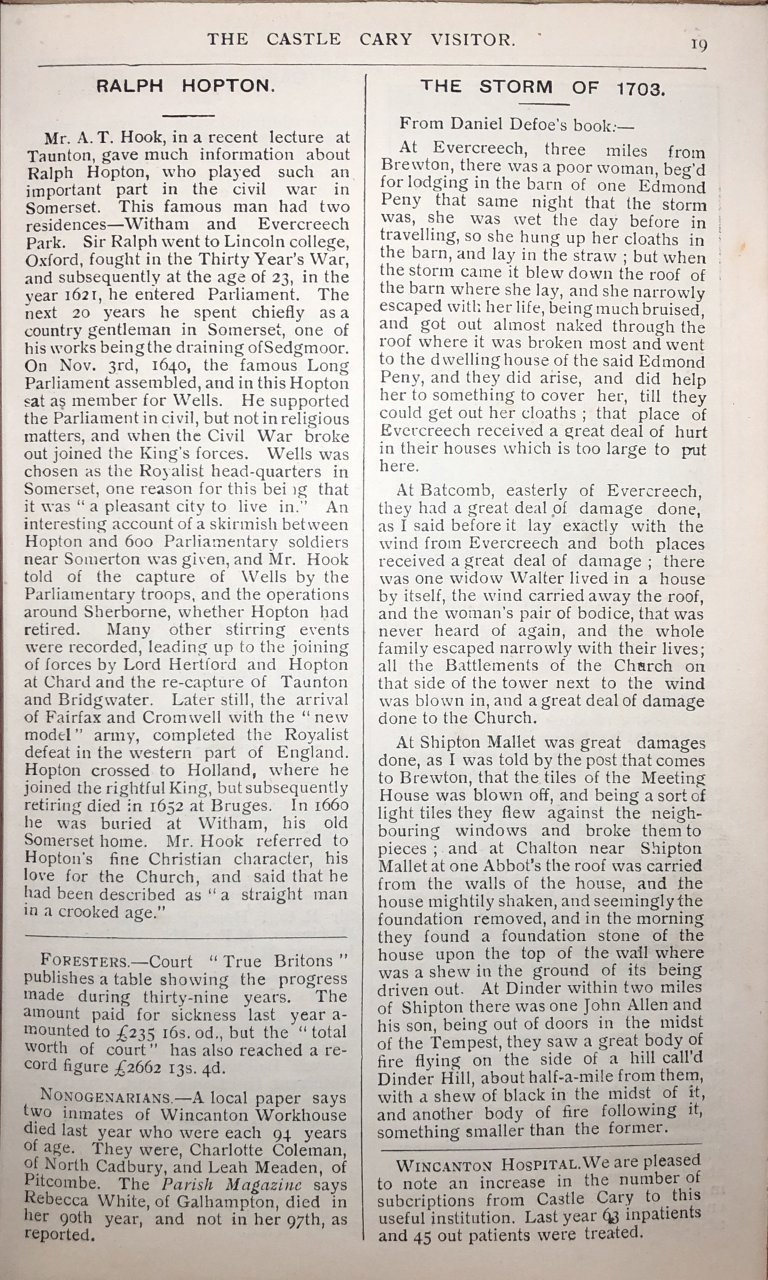 THE CASTLE CARY VISITOR.
19
RALPH HOPTON.
Mr. A. T. Hook, in a recent lecture at
Taunton, gave much information about
Ralph Hopton, who played such an
important part in the civil war in
Somerset. This famous man had two
residences—Witham and Evercreech
Park. Sir Ralph went to Lincoln college,
Oxford, fought in the Thirty Year's War,
and subsequently at the age of 23, in the
year 1621, he entered Parliament. The
next 20 years he spent chiefly as a
country gentleman in Somerset, one of
his works being the draining of Sedgmoor.
On Nov. 3rd, 1640, the famous Long
Parliament assembled, and in this Hopton
sat as member for Wells. He supported
the Parliament in civil, but not in religious
matters, and when the Civil War broke
out joined the King's forces. Wells was
chosen as the Royalist head-quarters in
Somerset, one reason for this bei ıg that
it was " a pleasant city to live in." An
interesting account of a skirmish between
Hopton and 600 Parliamentary soldiers
near Somerton was given, and Mr. Hook
told of the capture of Wells by the
Parliamentary troops, and the operations
around Sherborne, whether Hopton had
retired. Many other stirring events
were recorded, leading up to the joining
of forces by Lord Hertford and Hopton
at Chard and the re-capture of Taunton
and Bridgwater. Later still, the arrival
of Fairfax and Cromwell with the " new
model " army, completed the Royalist
defeat in the western part of England.
Hopton crossed to Holland, where he
joined the rightful King, but subsequently
retiring died in 1652 at Bruges. In 1660
he was buried at Witham, his old
Somerset home. Mr. Hook referred to
Hopton's fine Christian character, his
love for the Church, and said that he
had been described as " a straight man
in a crooked age."
FORESTERS.—Court " True Britons "
publishes a table showing the progress
made during thirty-nine years. The
amount paid for sickness last year a-
mounted to £235 16s. od., but the " total
worth of court " has also reached a re-
cord figure £2662 13s. 4d.
NONOGENARIANS.—A local paper says
two inmates of Wincanton Workhouse
died last year who were each 94 years
of age. They were, Charlotte Coleman,
of North Cadbury, and Leah Meaden, of
Pitcombe. The Parish Magazine says
Rebecca White, of Galhampton, died in
her 90th year, and not in her 97th, as
reported.
THE STORM OF 1703.
From Daniel Defoe's book:—
At Evercreech, three miles from
Brewton, there was a poor woman, beg'd
for lodging in the barn of one Edmond
Peny that same night that the storm
was, she was wet the day before in
travelling, so she hung up her cloaths in
the barn, and lay in the straw ; but when
the storm came it blew down the roof of
the barn where she lay, and she narrowly
escaped with her life, being much bruised,
and got out almost naked through the
roof where it was broken most and went
to the dwelling house of the said Edmond
Peny, and they did arise, and did help
her to something to cover her, till they
could get out her cloaths ; that place of
Evercreech received a great deal of hurt
in their houses which is too large to put
here.
At Batcomb, easterly of Evercreech,
they had a great deal of damage done,
as I said before it lay exactly with the
wind from Evercreech and both places
received a great deal of damage ; there
was one widow Walter lived in a house
by itself, the wind carried away the roof,
and the woman's pair of bodice, that was
never heard of again, and the whole
family escaped narrowly with their lives;
all the Battlements of the Church on
that side of the tower next to the wind
was blown in, and a great deal of damage
done to the Church.
At Shipton Mallet was great damages
done, as I was told by the post that comes
to Brewton, that the tiles of the Meeting
House was blown off, and being a sort of
light tiles they flew against the neigh-
bouring windows and broke them to
pieces ; and at Chalton near Shipton
Mallet at one Abbot's the roof was carried
from the walls of the house, and the
house mightily shaken, and seemingly the
foundation removed, and in the morning
they found a foundation stone of the
house upon the top of the wall where
was a shew in the ground of its being
driven out. At Dinder within two miles
of Shipton there was one John Allen and
his son, being out of doors in the midst
of the Tempest, they saw a great body of
fire flying on the side of a hill call'd
Dinder Hill, about half-a-mile from them,
with a shew of black in the midst of it,
and another body of fire following it,
something smaller than the former.
WINCANTON HOSPITAL. We are pleased
to note an increase in the number of
subcriptions from Castle Cary to this
useful institution. Last year 63 inpatients
and 45 out patients were treated.